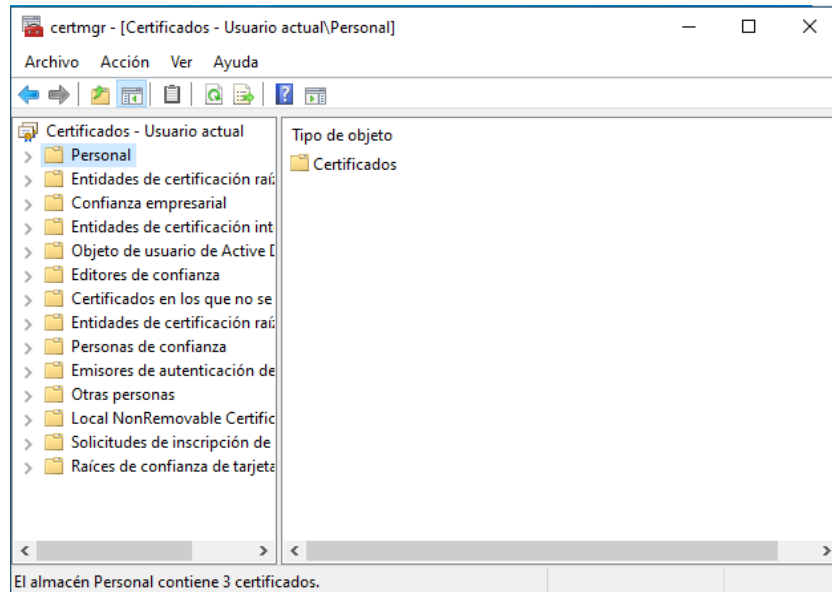 certmgr - [Certificados - Usuario actual\Personal]
Archivo Acción Ver Ayuda
Certificados - Usuario actual
Personal
Entidades de certificación raíz
Confianza empresarial
Entidades de certificación int
Objeto de usuario de Active D
Editores de confianza
Certificados en los que no se
Entidades de certificación raíz
Personas de confianza
Emisores de autenticación de
Otras personas
Local NonRemovable Certific
Solicitudes de inscripción de
Raíces de confianza de tarjeta
Tipo de objeto
Certificados
El almacén Personal contiene 3 certificados.